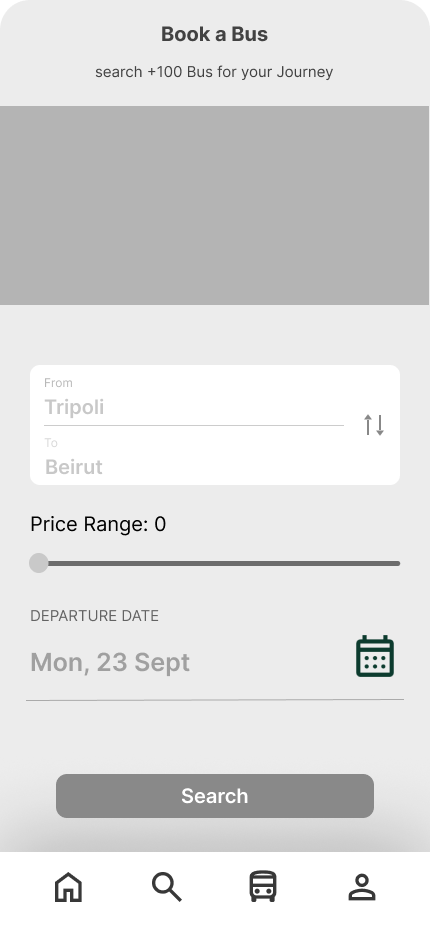 Book a Bus
search +100 Bus for your Journey
From
Tripoli
To
Beirut
Price Range: 0
DEPARTURE DATE
Mon, 23 Sept
Search